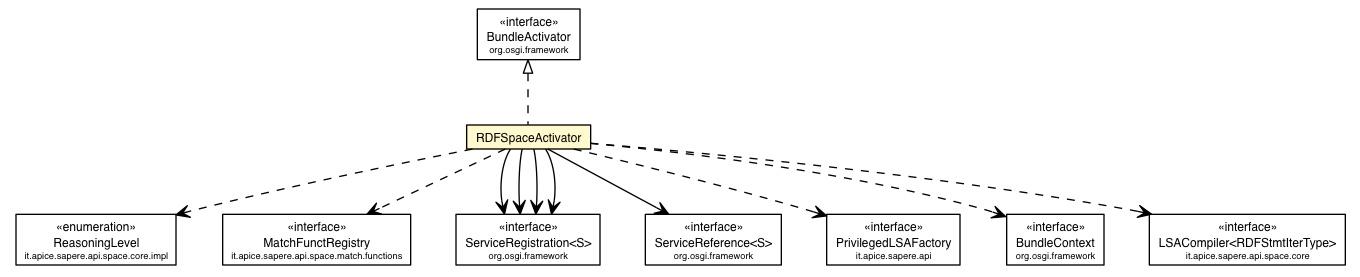 «interface»
BundleActivator
org.osgi.framework
RDFSpaceActivator
«enumeration»
ReasoningLevel
it.apice.sapere.api.space.core.impl
«interface»
MatchFunctRegistry
it.apice.sapere.api.space.match.functions
«interface»
ServiceRegistration<S>
org.osgi.framework
«interface»
ServiceReference<S>
org.osgi.framework
«interface»
PrivilegedLSAFactory
it.apice.sapere.api
«interface»
BundleContext
org.osgi.framework
«interface»
LSACompiler<RDFStmtIterType>
it.apice.sapere.api.space.core